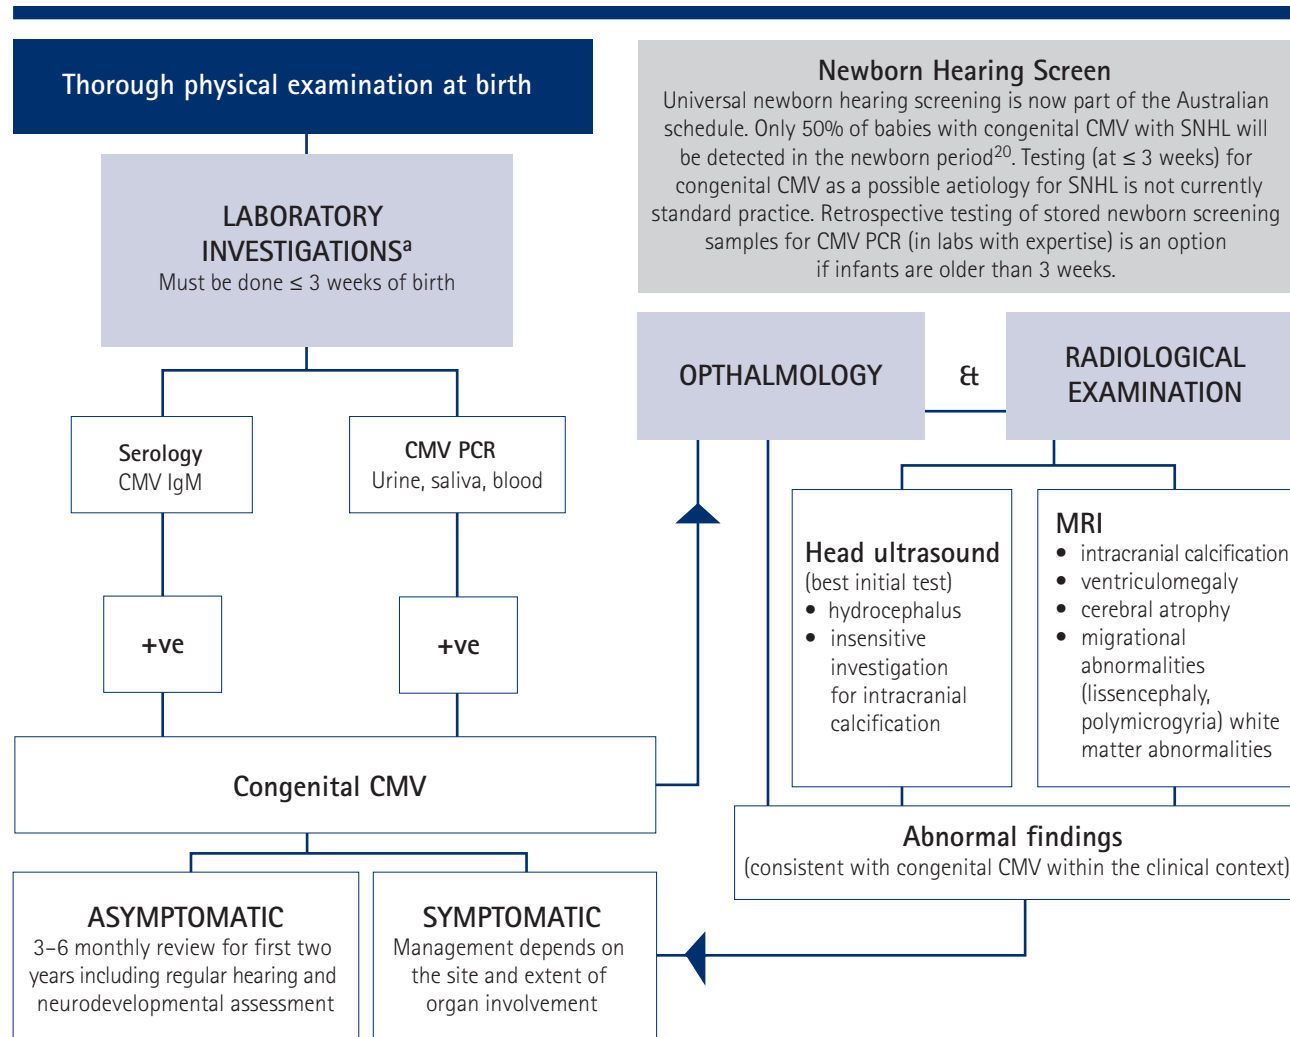 Thorough physical examination at birth
LABORATORY
INVESTIGATIONSᵃ
Must be done ≤ 3 weeks of birth
Serology
CMV IgM
CMV PCR
Urine, saliva, blood
+ve
+ve
Congenital CMV
ASYMPTOMATIC
3–6 monthly review for first two
years including regular hearing and
neurodevelopmental assessment
SYMPTOMATIC
Management depends on
the site and extent of
organ involvement
Newborn Hearing Screen
Universal newborn hearing screening is now part of the Australian
schedule. Only 50% of babies with congenital CMV with SNHL will
be detected in the newborn period²⁰. Testing (at ≤ 3 weeks) for
congenital CMV as a possible aetiology for SNHL is not currently
standard practice. Retrospective testing of stored newborn screening
samples for CMV PCR (in labs with expertise) is an option
if infants are older than 3 weeks.
OPTHALMOLOGY
&
RADIOLOGICAL
EXAMINATION
Head ultrasound
(best initial test)
• hydrocephalus
• insensitive
investigation
for intracranial
calcification
MRI
• intracranial calcification
• ventriculomegaly
• cerebral atrophy
• migrational
abnormalities
(lissencephaly,
polymicrogyria) white
matter abnormalities
Abnormal findings
(consistent with congenital CMV within the clinical context)